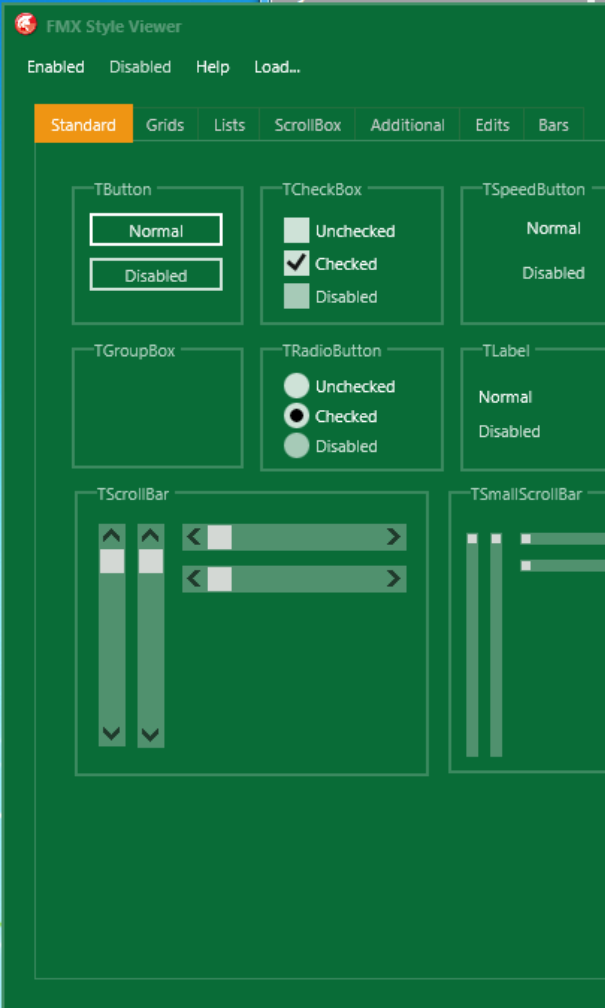 FMX Style Viewer
Enabled Disabled Help Load...
Standard Grids Lists ScrollBox Additional Edits Bars
TButton
Normal
Disabled
TCheckBox
Unchecked
Checked
Disabled
TSpeedButton
Normal
Disabled
TGroupBox
TRadioButton
Unchecked
Checked
Disabled
TLabel
Normal
Disabled
TScrollBar
TSmallScrollBar